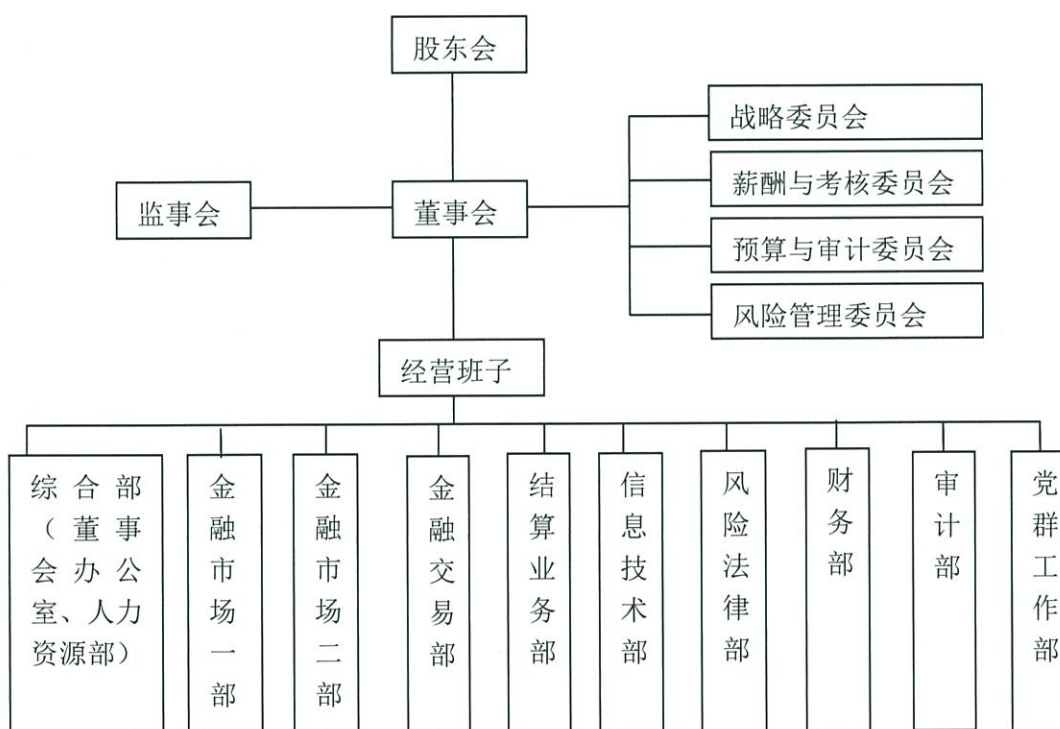 股东会
战略委员会
薪酬与考核委员会
监事会
董事会
预算与审计委员会
风险管理委员会
经营班子
综合部
（董事
会办公
室、人力
资源部）
金融市场一部
金融市场二部
金融交易部
结算业务部
信息技术部
风险法律部
财务部
审计部
党群工作部